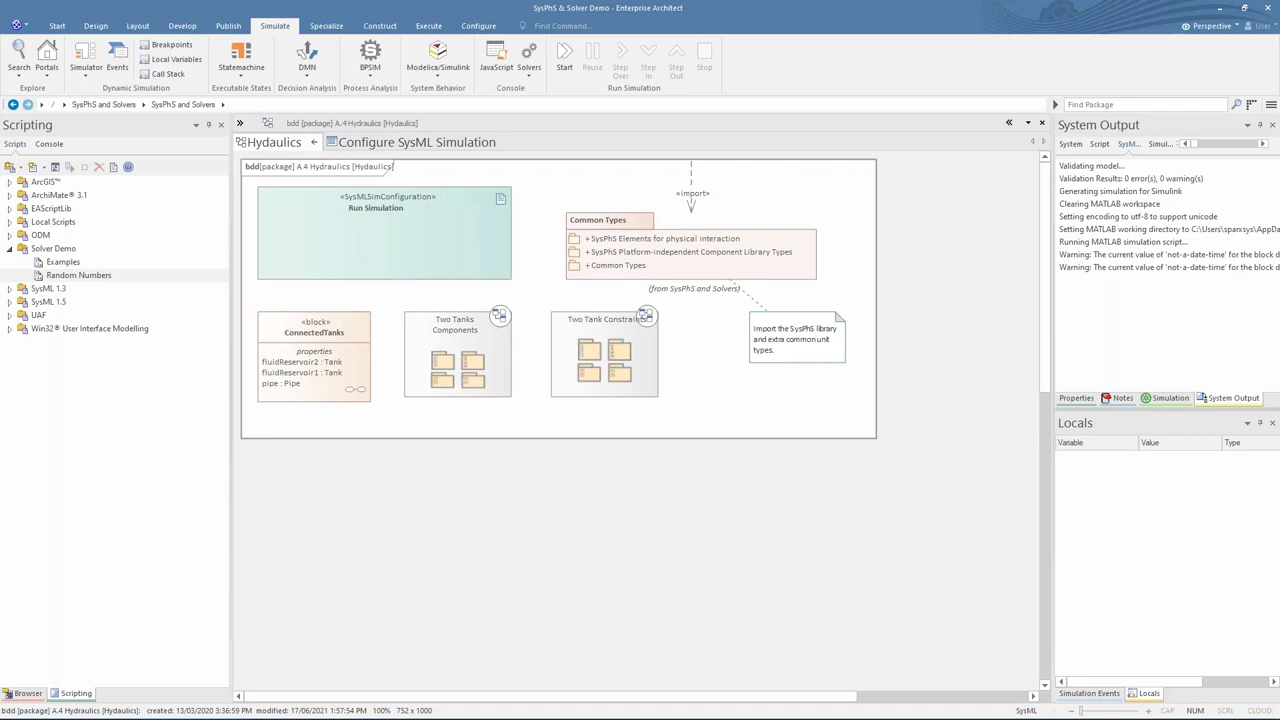 SysPhS & Solver Demo - Enterprise Architect
Start
Design
Layout
Develop
Publish
Simulate
Specialize
Construct
Execute
Configure
Find Command...
Perspective
User
Search
Portals
Explore
Simulator
Events
Breakpoints
Local Variables
Call Stack
Dynamic Simulation
Statemachine
Executable States
DMN
Decision Analysis
BPSIM
Process Analysis
Modelica/Simulink
System Behavior
JavaScript
Solvers
Console
Start
Pause
Step Over
Step In
Step Out
Stop
Run Simulation
/
SysPhS and Solvers
SysPhS and Solvers
Find Package
Scripting
Scripts
Console
ArcGIS™
ArchiMate® 3.1
EAScriptLib
Local Scripts
ODM
Solver Demo
Examples
Random Numbers
SysML 1.3
SysML 1.5
UAF
Win32® User Interface Modelling
Browser
Scripting
bdd [package] A.4 Hydraulics [Hydaulics]
Hydaulics
Configure SysML Simulation
bdd[package] A.4 Hydraulics [Hydaulics]
«SysMLSimConfiguration»
Run Simulation
«import»
Common Types
+ SysPhS Elements for physical interaction
+ SysPhS Platform-independent Component Library Types
+ Common Types
(from SysPhS and Solvers)
«block»
ConnectedTanks
properties
fluidReservoir2 : Tank
fluidReservoir1 : Tank
pipe : Pipe
Two Tanks
Components
Two Tank Constraints
Import the SysPhS library
and extra common unit
types.
System Output
System
Script
SysM...
Simul...
Validating model...
Validation Results: 0 error(s), 0 warning(s)
Generating simulation for Simulink
Clearing MATLAB workspace
Setting encoding to utf-8 to support unicode
Setting MATLAB working directory to C:\Users\sparxsys\AppDa
Running MATLAB simulation script...
Warning: The current value of 'not-a-date-time' for the block d
Warning: The current value of 'not-a-date-time' for the block d
Properties
Notes
Simulation
System Output
Locals
Variable
Value
Type
Simulation Events
Locals
bdd [package] A.4 Hydraulics [Hydaulics]: created: 13/03/2020 3:36:59 PM modified: 17/06/2021 1:57:54 PM 100% 752 x 1000
SysML
CAP
NUM
SCRL
CLOUD